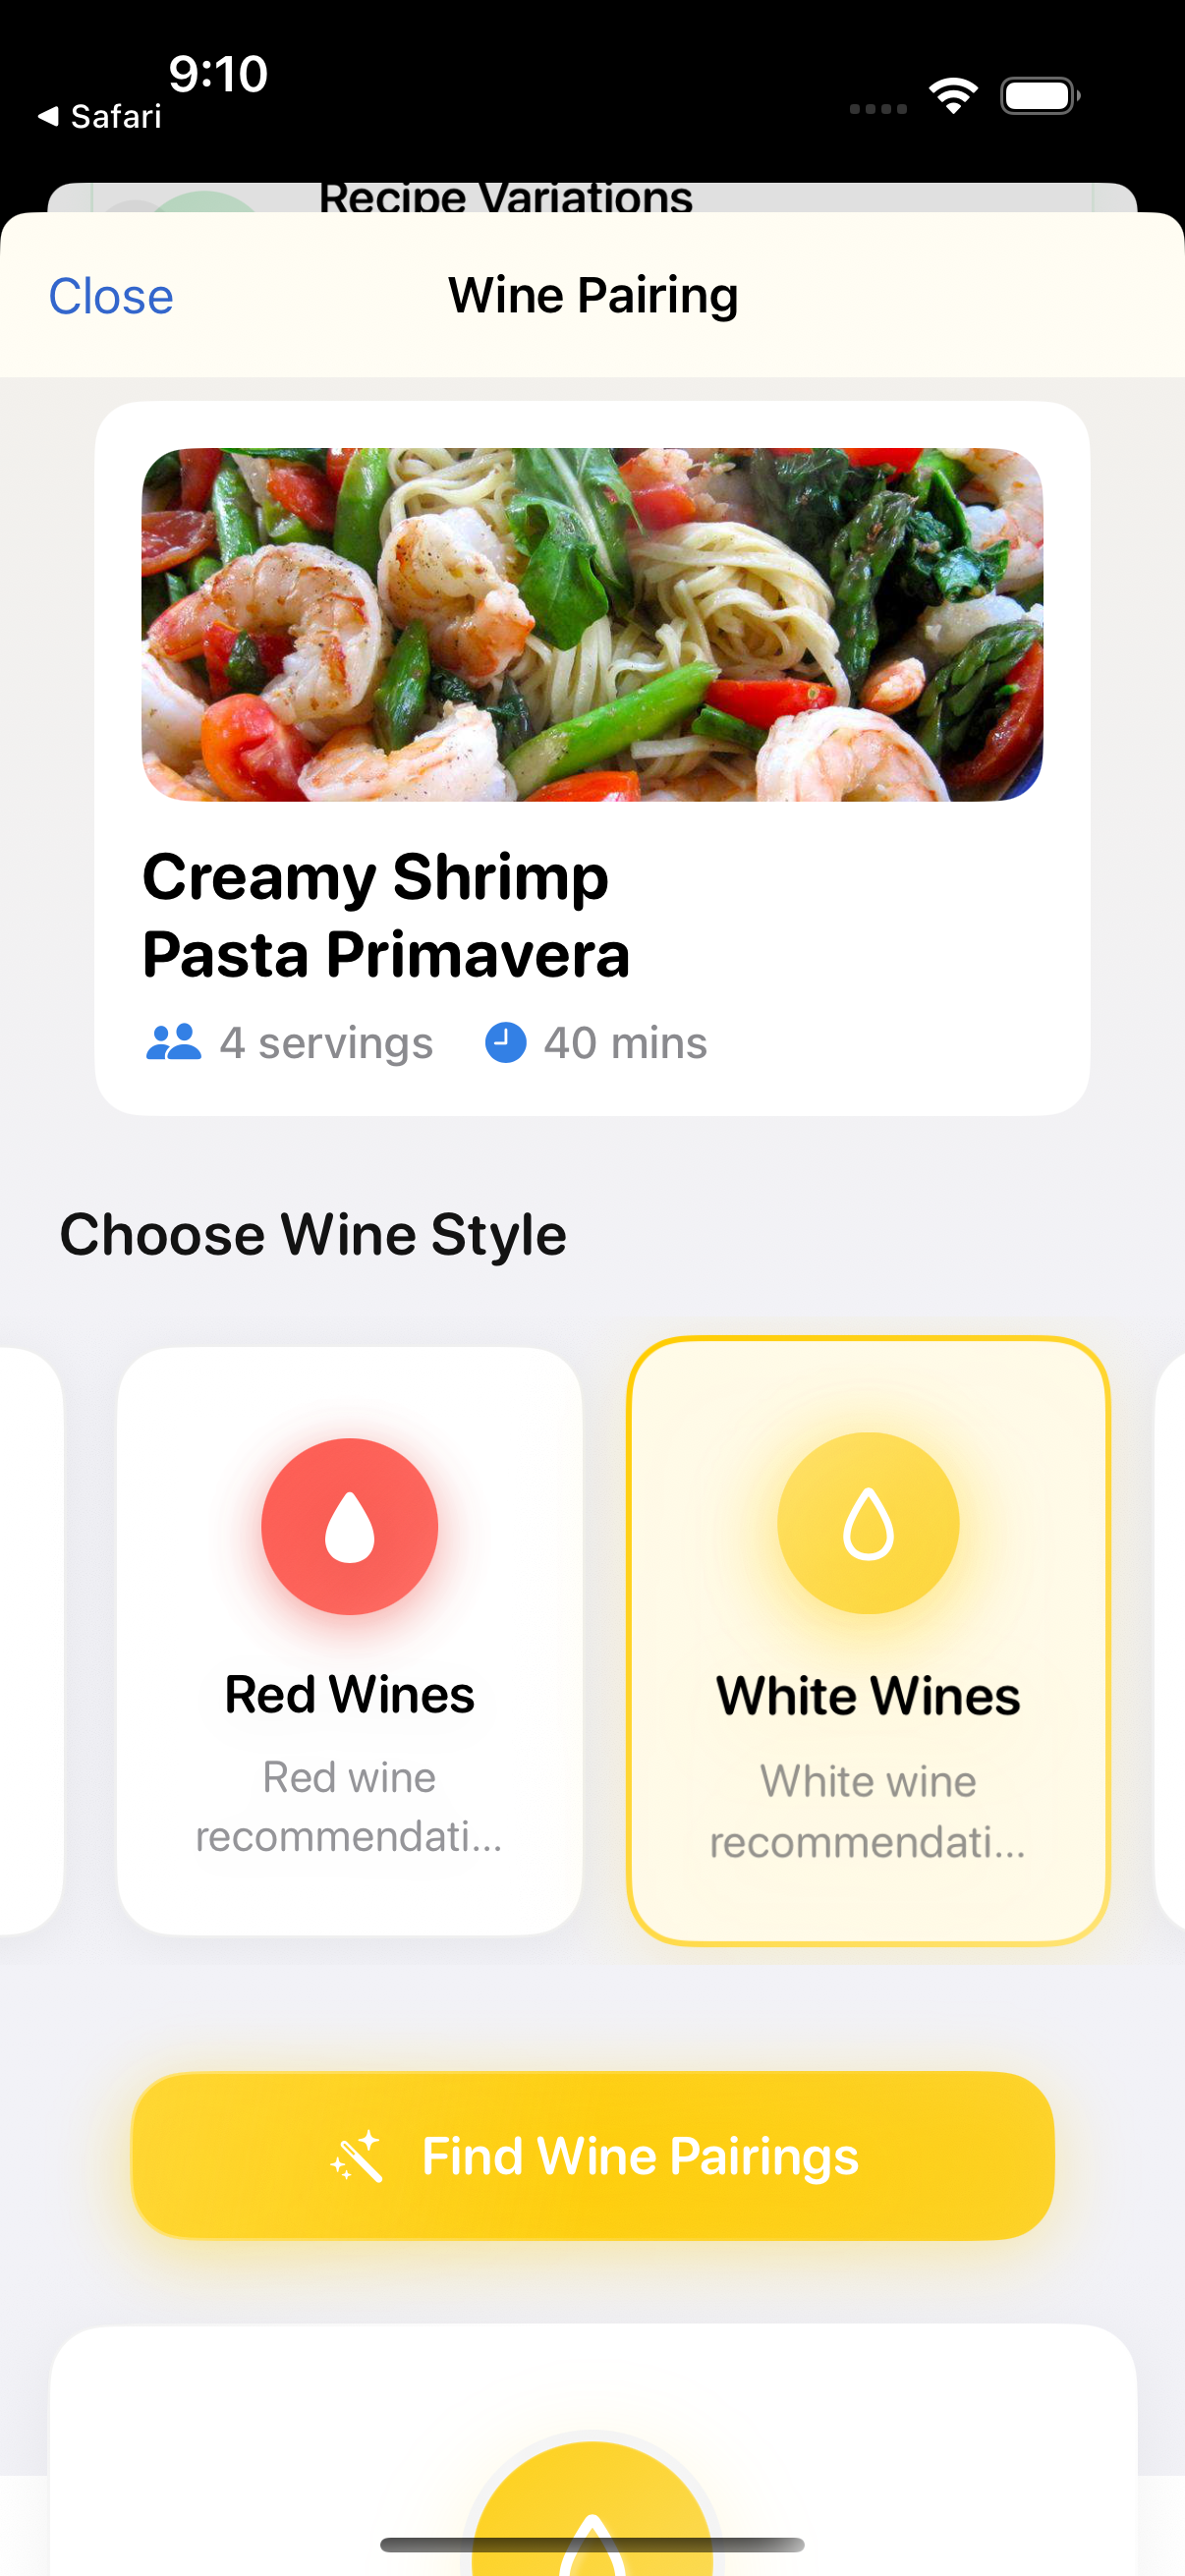 9:10
Safari
Recipe Variations
Close
Wine Pairing
Creamy Shrimp
Pasta Primavera
4 servings
40 mins
Choose Wine Style
Red Wines
Red wine
recommendati...
White Wines
White wine
recommendati...
Find Wine Pairings